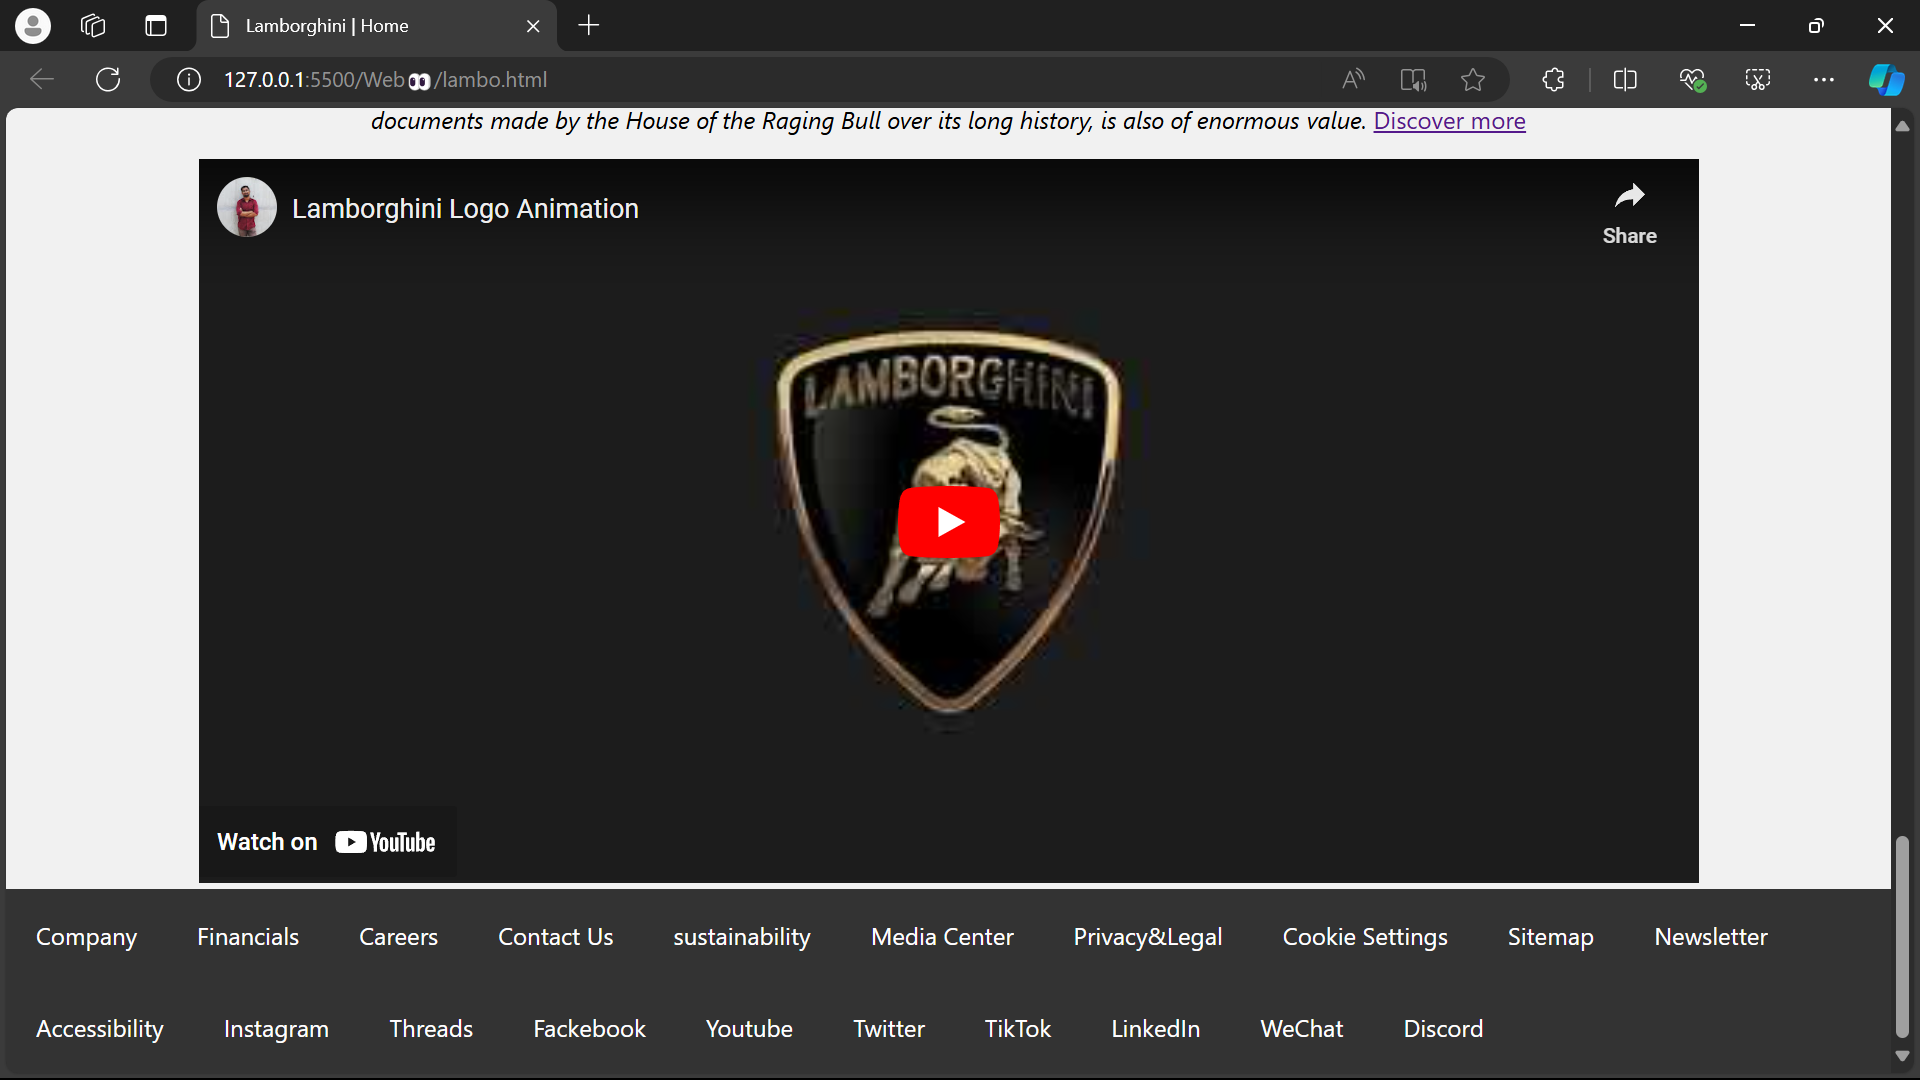 Lamborghini | Home
127.0.0.1:5500/Web👀/lambo.html
documents made by the House of the Raging Bull over its long history, is also of enormous value. Discover more
Lamborghini Logo Animation
Share
LAMBORGHINI
Watch on YouTube
Company Financials Careers Contact Us sustainability Media Center Privacy&Legal Cookie Settings Sitemap Newsletter
Accessibility Instagram Threads Fackebook Youtube Twitter TikTok LinkedIn WeChat Discord